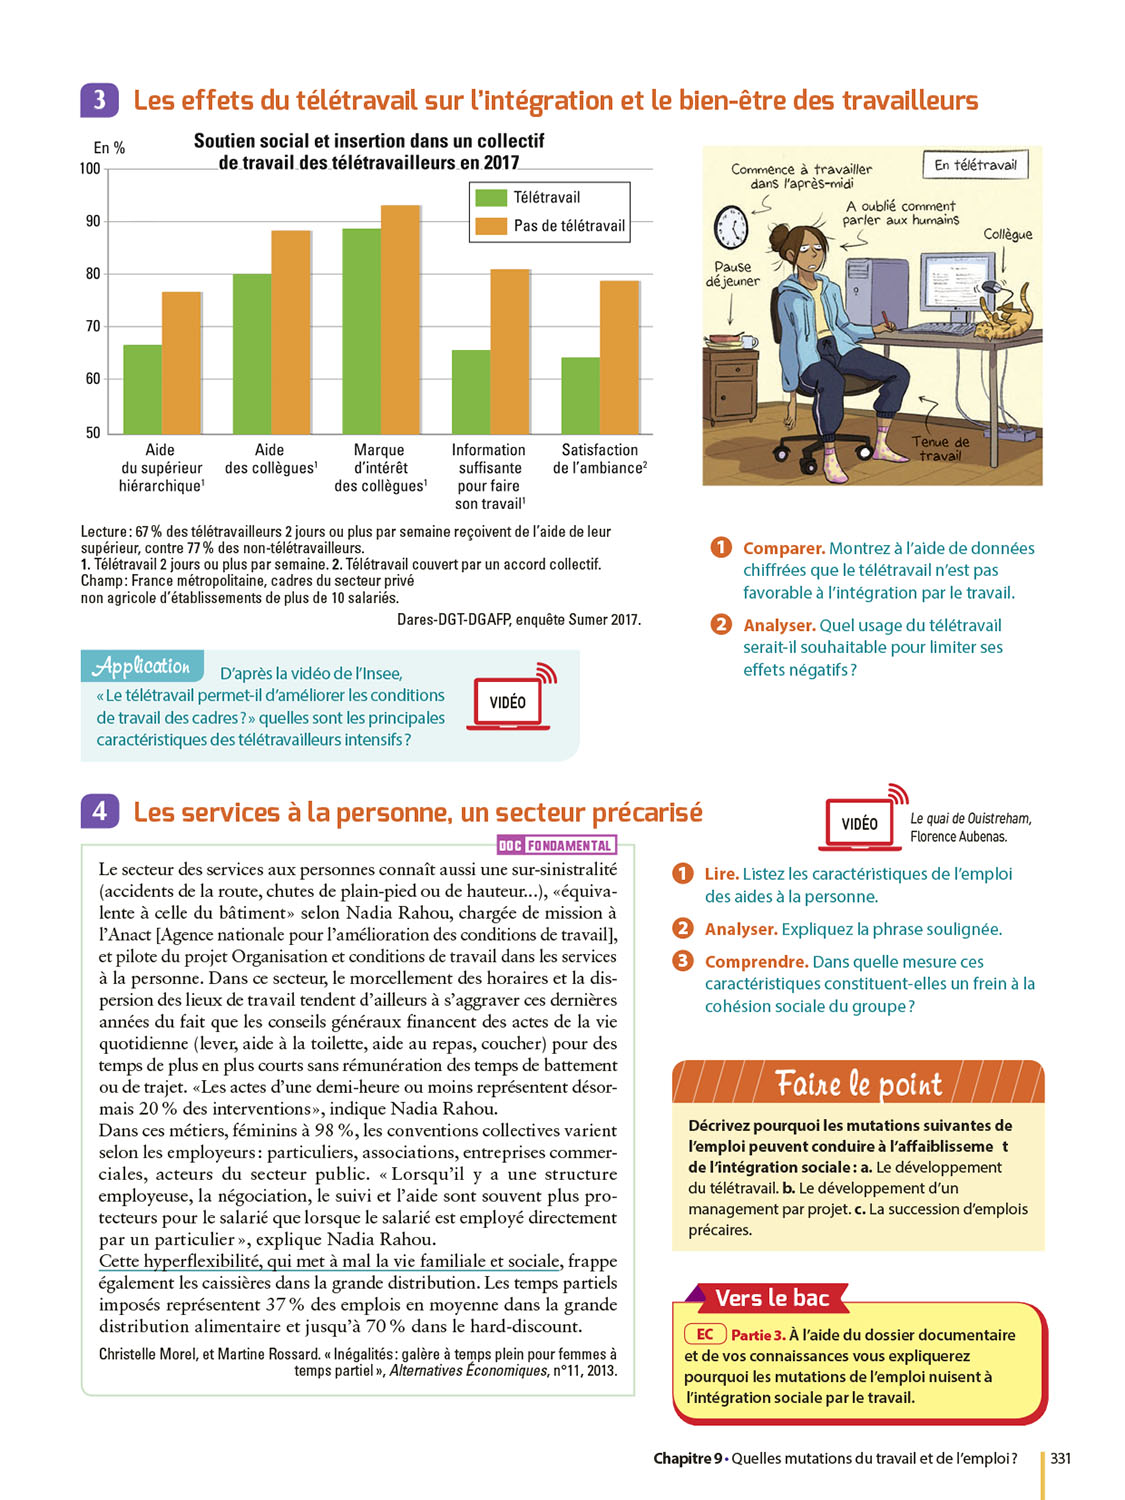 3 Les effets du télétravail sur l'intégration et le bien-être des travailleurs
Soutien social et insertion dans un collectif
de travail des télétravailleurs en 2017
En %
100
90
80
70
60
50
Télétravail
Pas de télétravail
Aide
du supérieur
hiérarchique¹
Aide
des collègues¹
Marque
d'intérêt
des collègues¹
Information
suffisante
pour faire
son travail¹
Satisfaction
de l'ambiance²
Lecture : 67 % des télétravailleurs 2 jours ou plus par semaine reçoivent de l'aide de leur
supérieur, contre 77 % des non-télétravailleurs.
1. Télétravail 2 jours ou plus par semaine. 2. Télétravail couvert par un accord collectif.
Champ : France métropolitaine, cadres du secteur privé
non agricole d'établissements de plus de 10 salariés.
Dares-DGT-DGAFP, enquête Sumer 2017.
En télétravail
Commence à travailler
dans l'après-midi
A oublié comment
parler aux humains
Collègue
Pause
déjeuner
Tenue de
travail
1 Comparer. Montrez à l'aide de données
chiffrées que le télétravail n'est pas
favorable à l'intégration par le travail.
2 Analyser. Quel usage du télétravail
serait-il souhaitable pour limiter ses
effets négatifs ?
Application D'après la vidéo de l'Insee,
« Le télétravail permet-il d'améliorer les conditions
de travail des cadres ? » quelles sont les principales
caractéristiques des télétravailleurs intensifs ?
VIDÉO
4 Les services à la personne, un secteur précarisé
DOC FONDAMENTAL
Le secteur des services aux personnes connaît aussi une sur-sinistralité
(accidents de la route, chutes de plain-pied ou de hauteur...), « équiva-
lente à celle du bâtiment » selon Nadia Rahou, chargée de mission à
l'Anact [Agence nationale pour l'amélioration des conditions de travail],
et pilote du projet Organisation et conditions de travail dans les services
à la personne. Dans ce secteur, le morcellement des horaires et la dis-
persion des lieux de travail tendent d'ailleurs à s'aggraver ces dernières
années du fait que les conseils généraux financent des actes de la vie
quotidienne (lever, aide à la toilette, aide au repas, coucher) pour des
temps de plus en plus courts sans rémunération des temps de battement
ou de trajet. « Les actes d'une demi-heure ou moins représentent désor-
mais 20 % des interventions », indique Nadia Rahou.
Dans ces métiers, féminins à 98 %, les conventions collectives varient
selon les employeurs : particuliers, associations, entreprises commer-
ciales, acteurs du secteur public. « Lorsqu'il y a une structure
employeuse, la négociation, le suivi et l'aide sont souvent plus pro-
tecteurs pour le salarié que lorsque le salarié est employé directement
par un particulier », explique Nadia Rahou.
Cette hyperflexibilité, qui met à mal la vie familiale et sociale, frappe
également les caissières dans la grande distribution. Les temps partiels
imposés représentent 37 % des emplois en moyenne dans la grande
distribution alimentaire et jusqu'à 70 % dans le hard-discount.
Christelle Morel, et Martine Rossard. « Inégalités : galère à temps plein pour femmes à
temps partiel », Alternatives Économiques, n°11, 2013.
VIDÉO
Le quai de Ouistreham,
Florence Aubenas.
1 Lire. Listez les caractéristiques de l'emploi
des aides à la personne.
2 Analyser. Expliquez la phrase soulignée.
3 Comprendre. Dans quelle mesure ces
caractéristiques constituent-elles un frein à la
cohésion sociale du groupe ?
Faire le point
Décrivez pourquoi les mutations suivantes de
l'emploi peuvent conduire à l'affaiblisseme t
de l'intégration sociale : a. Le développement
du télétravail. b. Le développement d'un
management par projet. c. La succession d'emplois
précaires.
Vers le bac
EC Partie 3. À l'aide du dossier documentaire
et de vos connaissances vous expliquerez
pourquoi les mutations de l'emploi nuisent à
l'intégration sociale par le travail.
Chapitre 9 • Quelles mutations du travail et de l'emploi ? 331